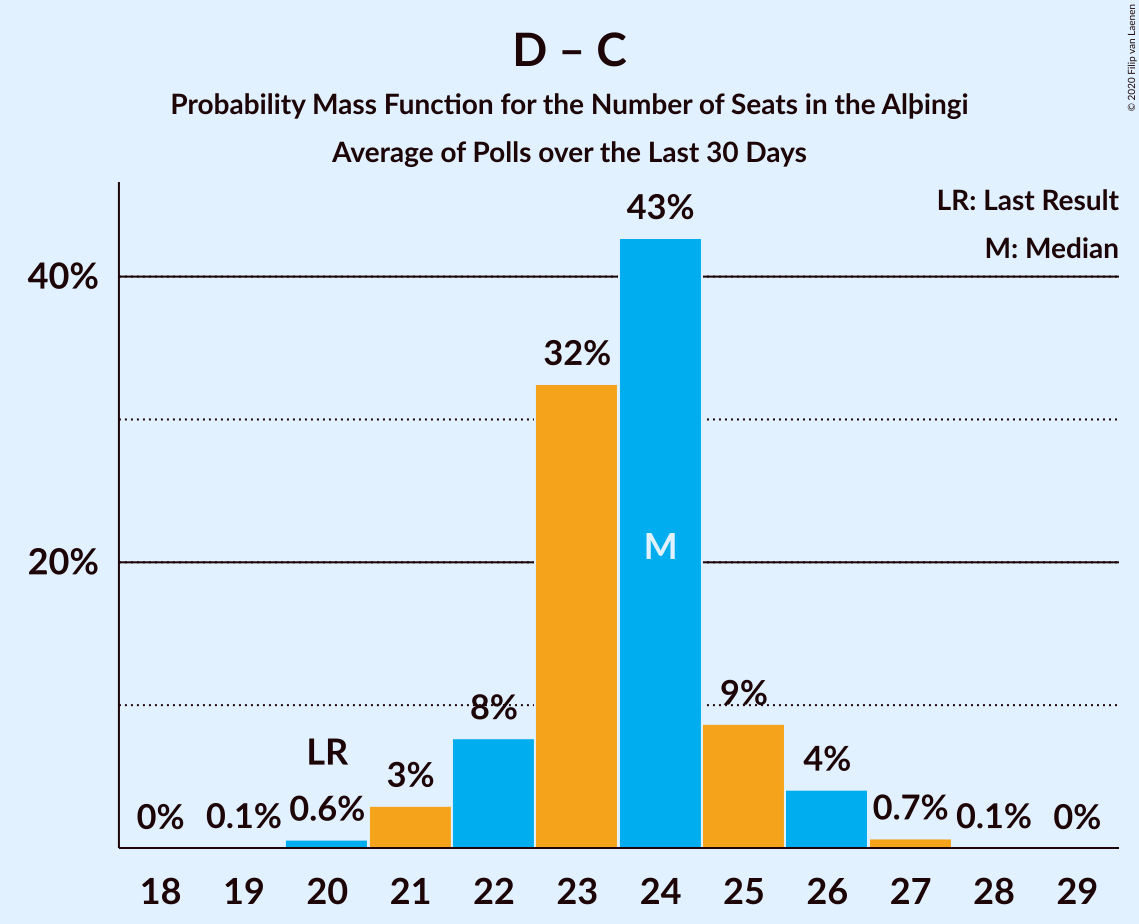 D – C
Probability Mass Function for the Number of Seats in the Alþingi
Average of Polls over the Last 30 Days
© 2020 Filip van Laenen
LR: Last Result
M: Median
40%
20%
0%
0.1%
LR
0.6%
3%
8%
32%
43%
M
9%
4%
0.7%
0.1%
0%
18 19 20 21 22 23 24 25 26 27 28 29